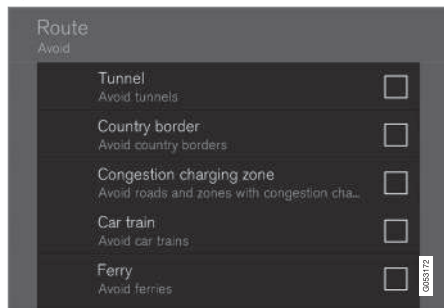 Route
Avoid
Tunnel
Avoid tunnels
Country border
Avoid country borders
Congestion charging zone
Avoid roads and zones with congestion cha...
Car train
Avoid car trains
Ferry
Avoid ferries
G053172